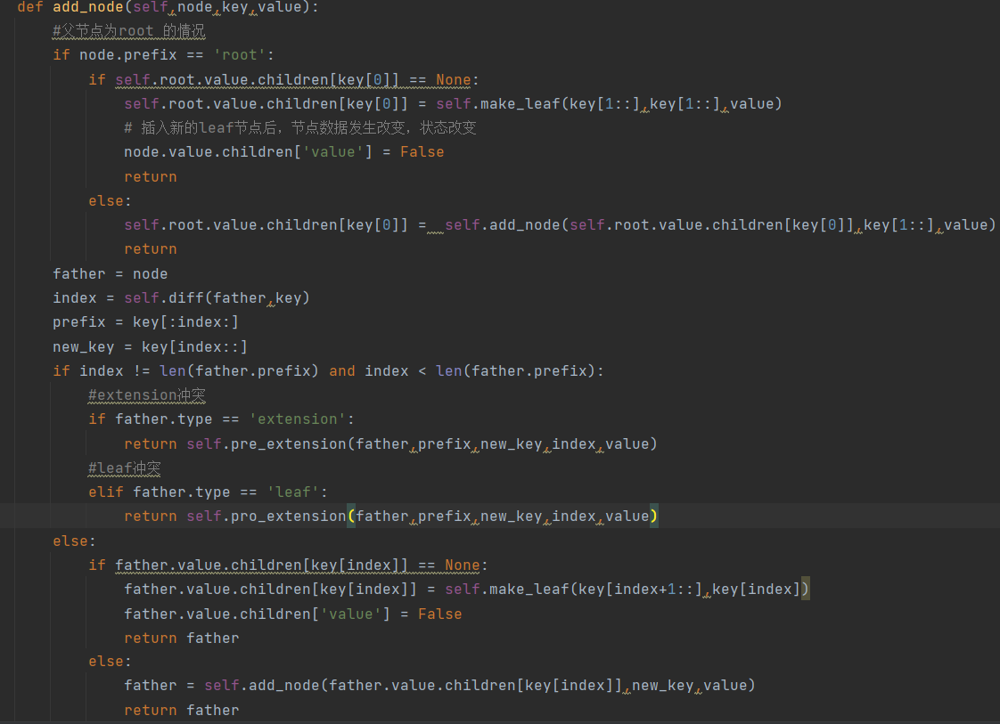 def add_node(self,node,key,value):
#父节点为root 的情况
if node.prefix == 'root':
if self.root.value.children[key[0]] == None:
self.root.value.children[key[0]] = self.make_leaf(key[1::],key[1::],value)
# 插入新的leaf节点后，节点数据发生改变，状态改变
node.value.children['value'] = False
return
else:
self.root.value.children[key[0]] =  self.add_node(self.root.value.children[key[0]],key[1::],value)
return
father = node
index = self.diff(father,key)
prefix = key[:index:]
new_key = key[index::]
if index != len(father.prefix) and index < len(father.prefix):
#extension冲突
if father.type == 'extension':
return self.pre_extension(father,prefix,new_key,index,value)
#leaf冲突
elif father.type == 'leaf':
return self.pro_extension(father,prefix,new_key,index,value)
else:
if father.value.children[key[index]] == None:
father.value.children[key[index]] = self.make_leaf(key[index+1::],key[index])
father.value.children['value'] = False
return father
else:
father = self.add_node(father.value.children[key[index]],new_key,value)
return father